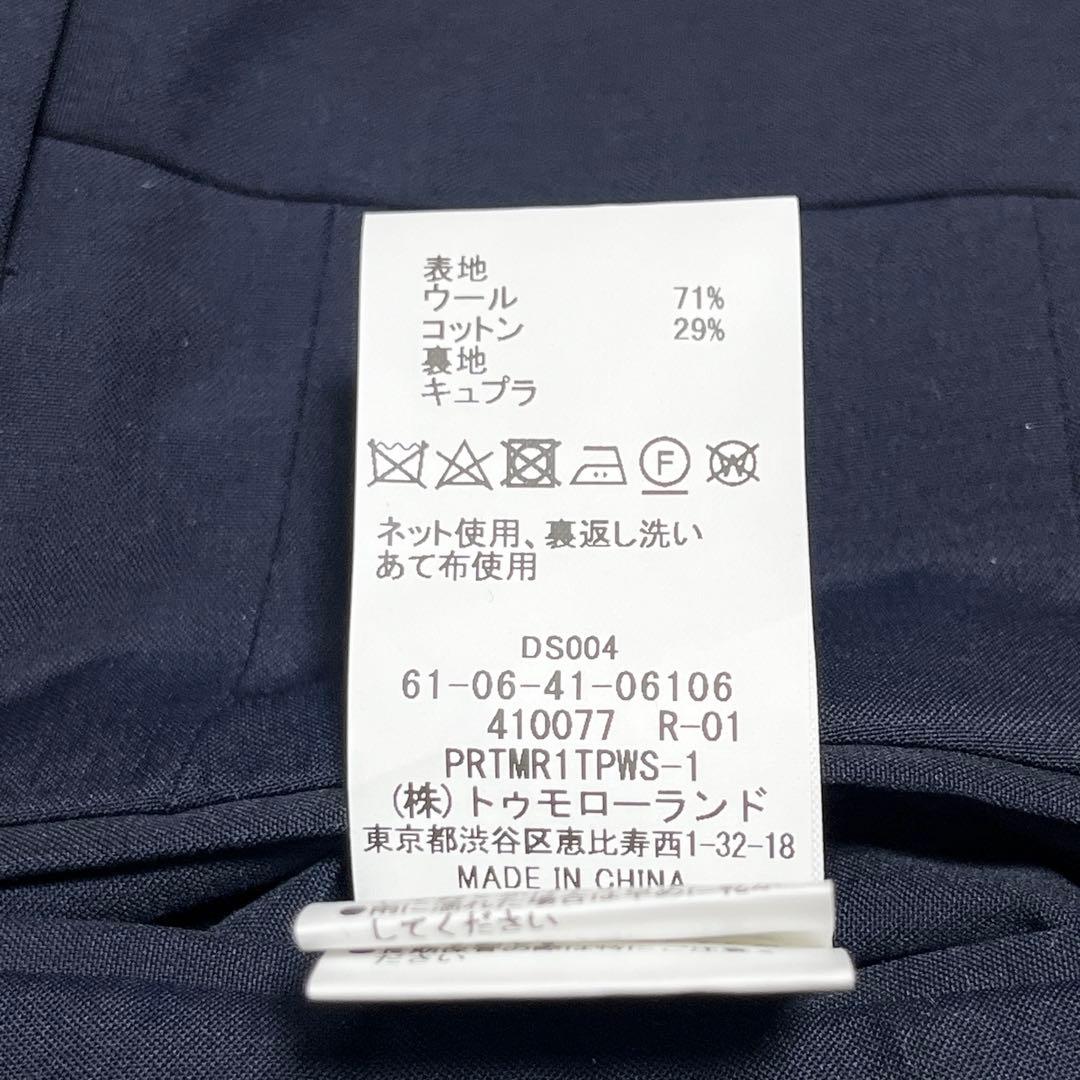 表地
ウール 71%
コットン 29%
裏地
キュプラ
F
W
ネット使用、裏返し洗い
あて布使用
DS004
61-06-41-06106
410077 R-01
PRTMR1TPWS-1
(株)トゥモローランド
東京都渋谷区恵比寿西1-32-18
MADE IN CHINA
してください
ださい